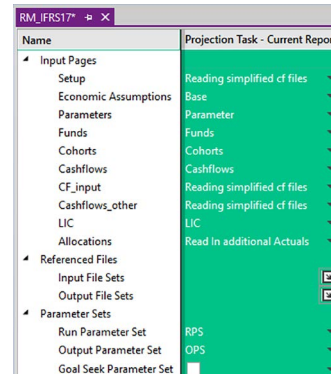 RM_IFRS17*
Name Projection Task - Current Repor
Input Pages
Setup Reading simplified cf files
Economic Assumptions Base
Parameters Parameter
Funds Funds
Cohorts Cohorts
Cashflows Cashflows
CF_input Reading simplified cf files
Cashflows_other Reading simplified cf files
LIC LIC
Allocations Read In additional Actuals
Referenced Files
Input File Sets
Output File Sets
Parameter Sets
Run Parameter Set RPS
Output Parameter Set OPS
Goal Seek Parameter Set